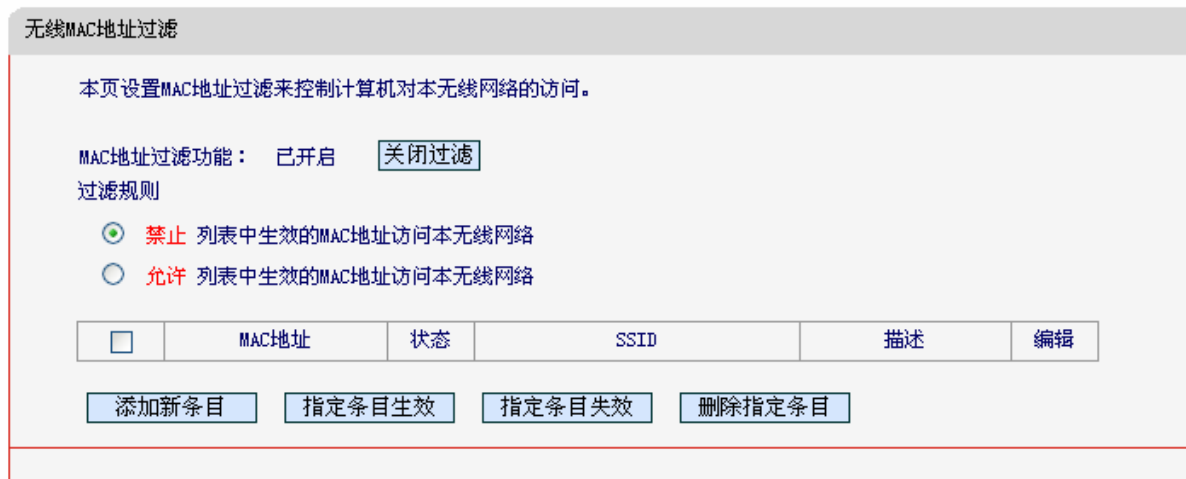 无线MAC地址过滤
本页设置MAC地址过滤来控制计算机对本无线网络的访问。
MAC地址过滤功能： 已开启 关闭过滤
过滤规则
禁止 列表中生效的MAC地址访问本无线网络
允许 列表中生效的MAC地址访问本无线网络
MAC地址 状态 SSID 描述 编辑
添加新条目 指定条目生效 指定条目失效 删除指定条目